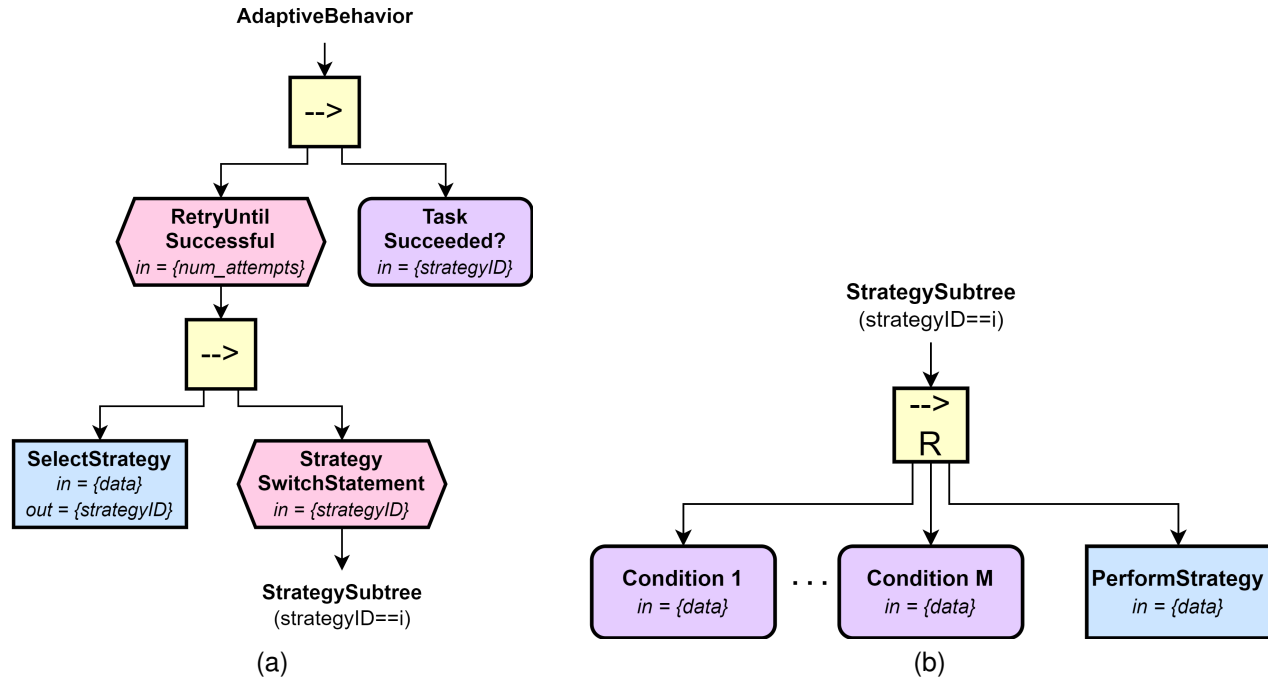 AdaptiveBehavior
-->
RetryUntil
Successful
in = {num_attempts}
Task
Succeeded?
in = {strategyID}
-->
SelectStrategy
in = {data}
out = {strategyID}
Strategy
SwitchStatement
in = {strategyID}
StrategySubtree
(strategyID==i)
(a)
StrategySubtree
(strategyID==i)
-->
R
Condition 1
in = {data}
. . .
Condition M
in = {data}
PerformStrategy
in = {data}
(b)